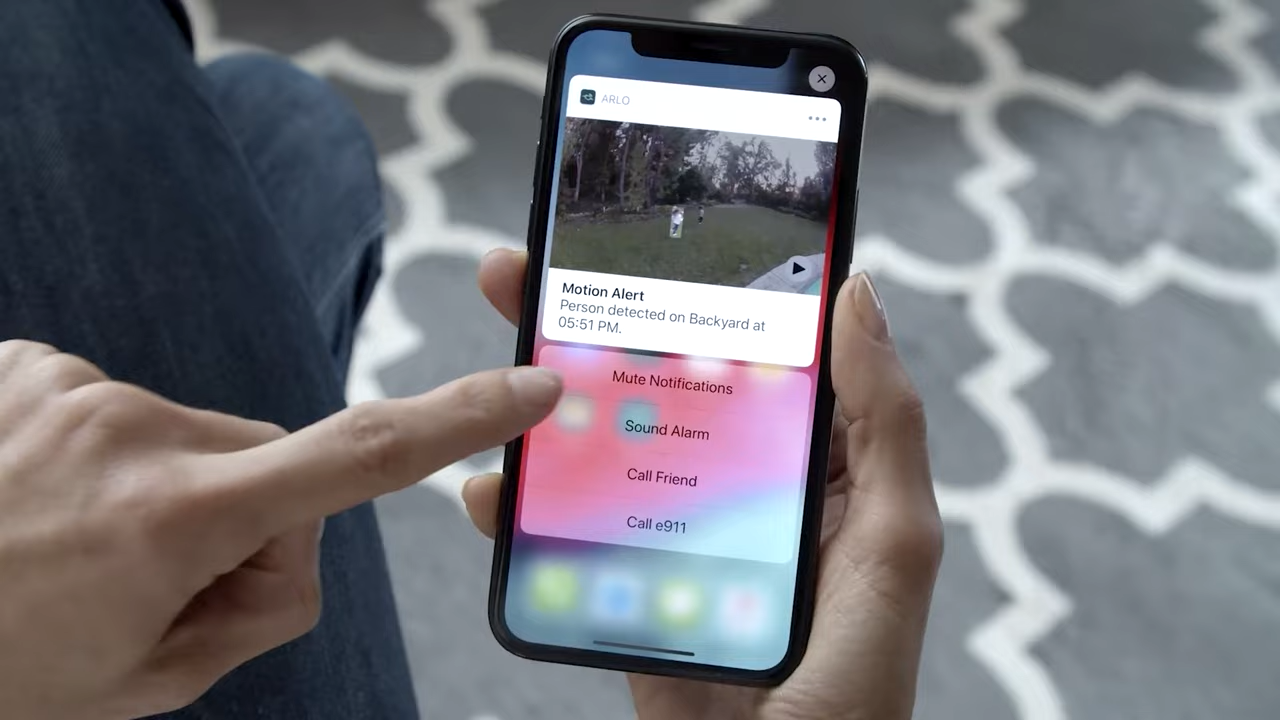 ARLO
Motion Alert
Person detected on Backyard at
05:51 PM.
Mute Notifications
Sound Alarm
Call Friend
Call e911